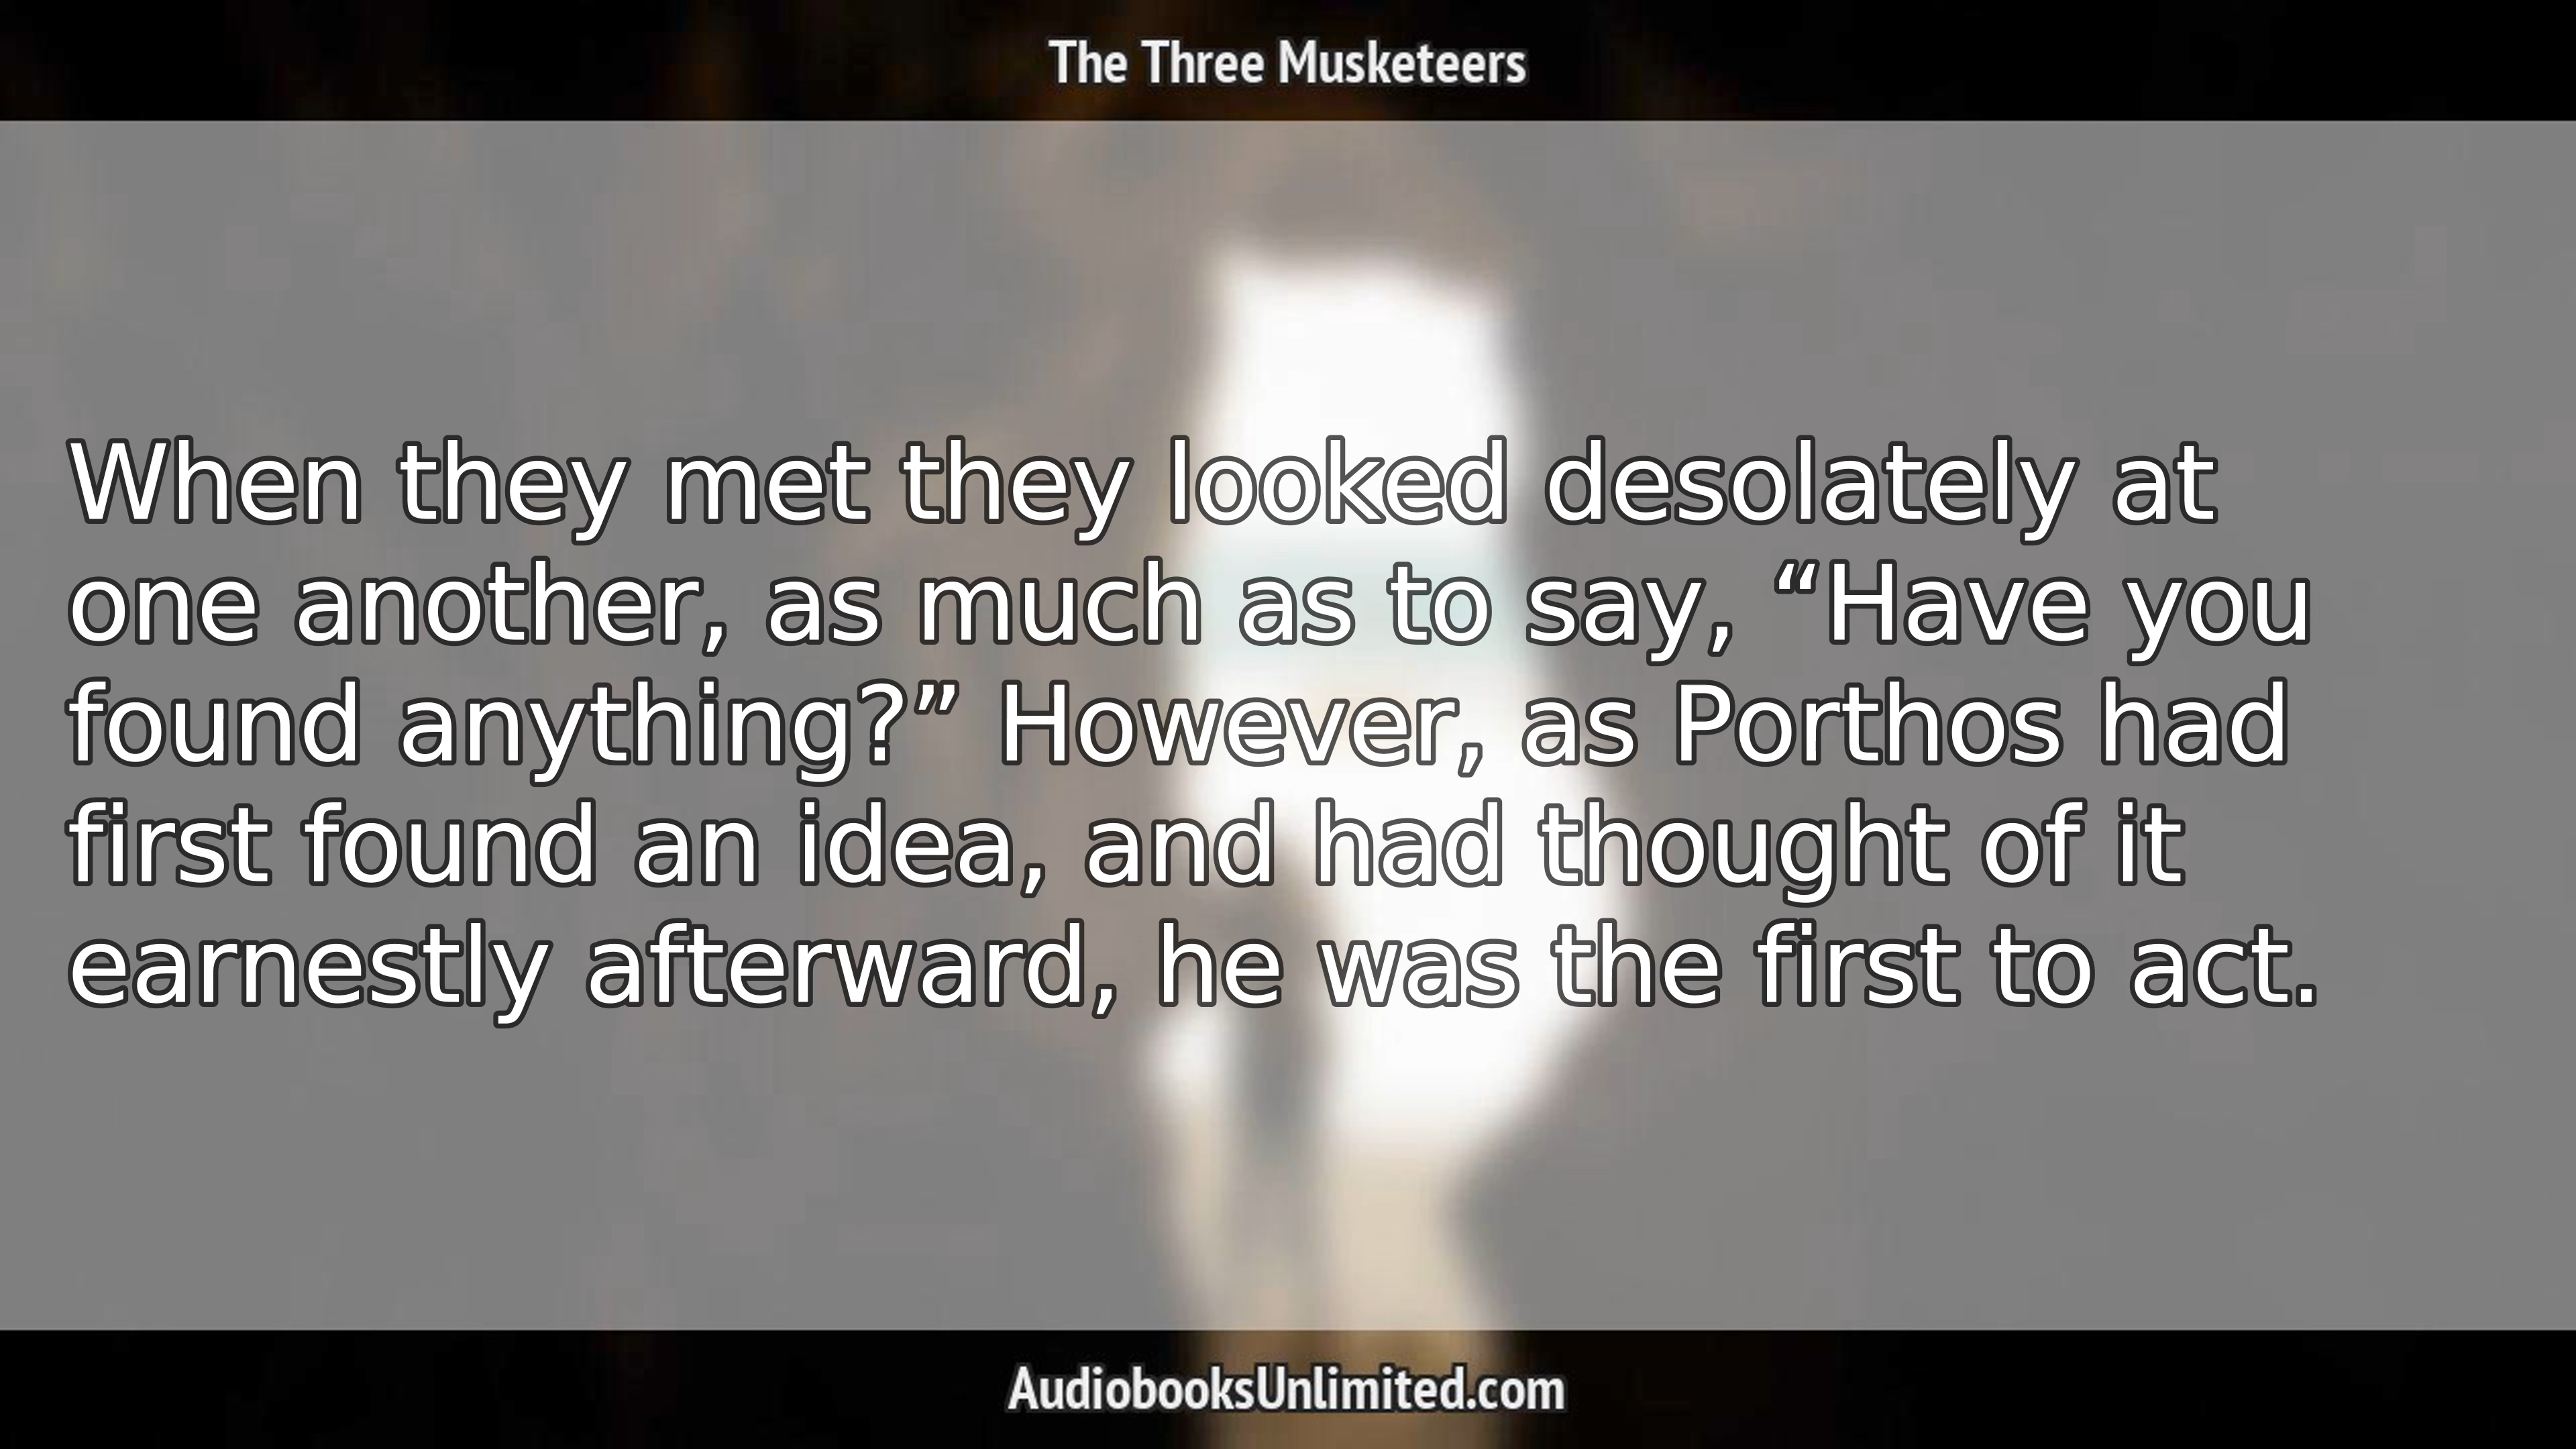 The Three Musketeers
When they met they looked desolately at
one another, as much as to say, “Have you
found anything?” However, as Porthos had
first found an idea, and had thought of it
earnestly afterward, he was the first to act.
AudiobooksUnlimited.com